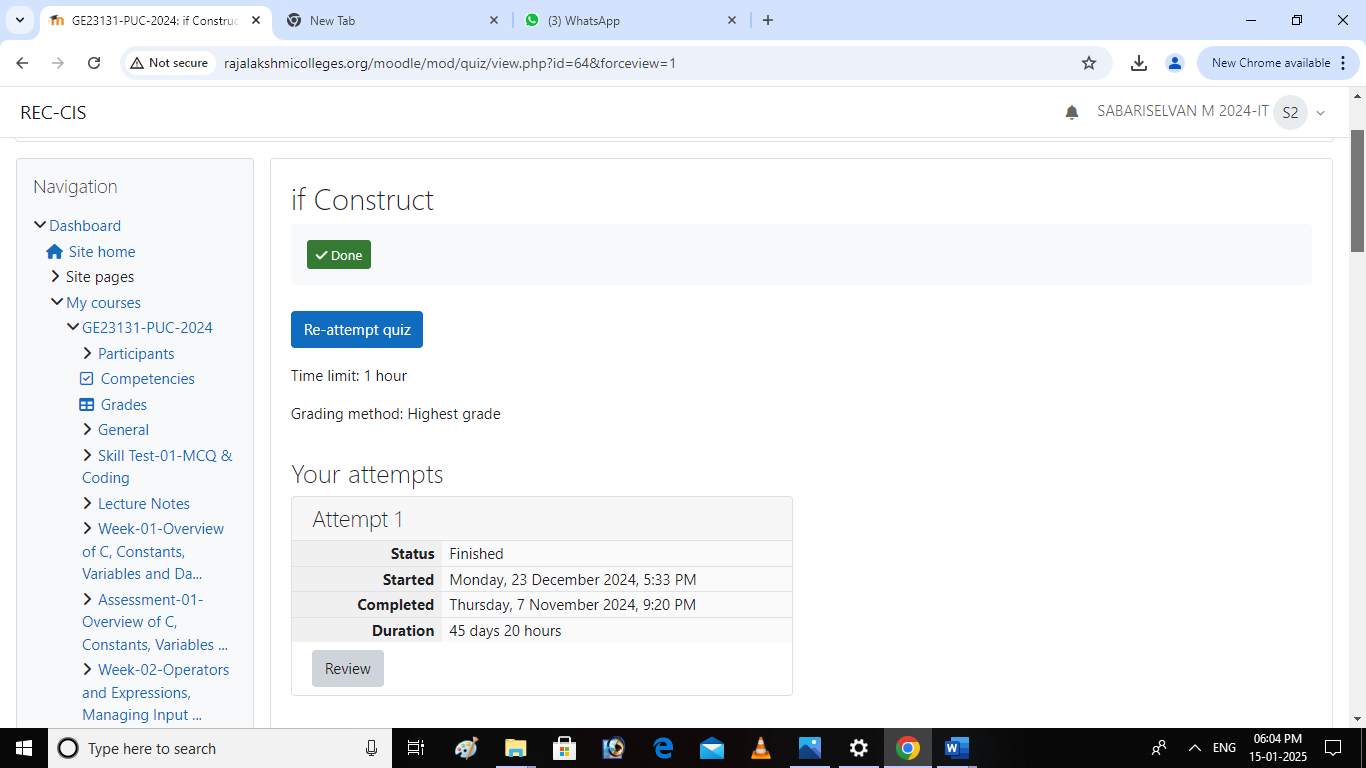 GE23131-PUC-2024: if Construc
New Tab
(3) WhatsApp
Not secure
rajalakshmicolleges.org/moodle/mod/quiz/view.php?id=64&forceview=1
New Chrome available
REC-CIS
SABARISELVAN M 2024-IT
S2
Navigation
Dashboard
Site home
Site pages
My courses
GE23131-PUC-2024
Participants
Competencies
Grades
General
Skill Test-01-MCQ &
Coding
Lecture Notes
Week-01-Overview
of C, Constants,
Variables and Da...
Assessment-01-
Overview of C,
Constants, Variables ...
Week-02-Operators
and Expressions,
Managing Input ...
if Construct
Done
Re-attempt quiz
Time limit: 1 hour
Grading method: Highest grade
Your attempts
Attempt 1
Status Finished
Started Monday, 23 December 2024, 5:33 PM
Completed Thursday, 7 November 2024, 9:20 PM
Duration 45 days 20 hours
Review
Type here to search
ENG
06:04 PM
15-01-2025